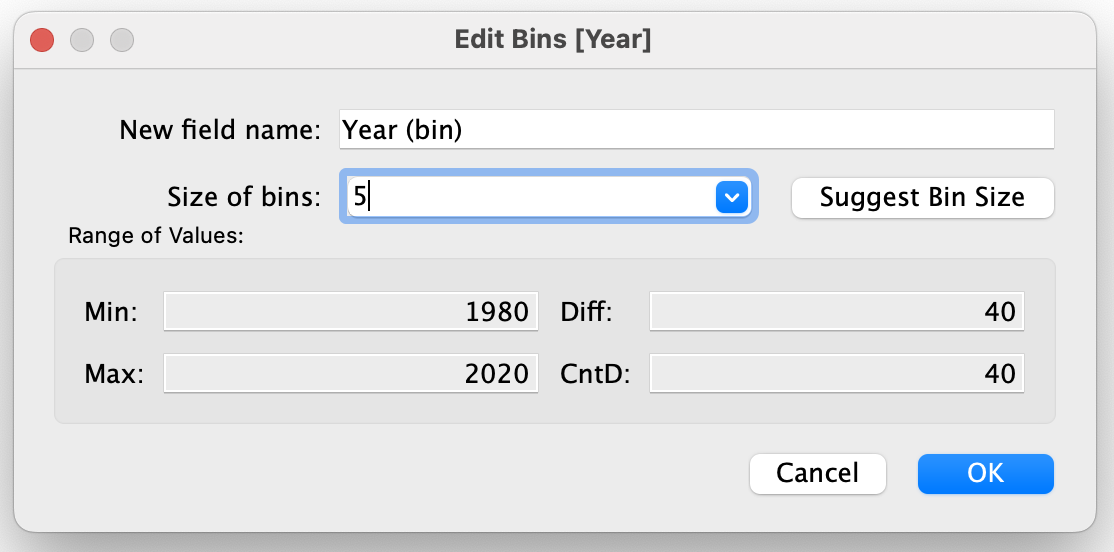 Edit Bins [Year]
New field name: Year (bin)
Size of bins: 5 Suggest Bin Size
Range of Values:
Min: 1980 Diff: 40
Max: 2020 CntD: 40
Cancel OK